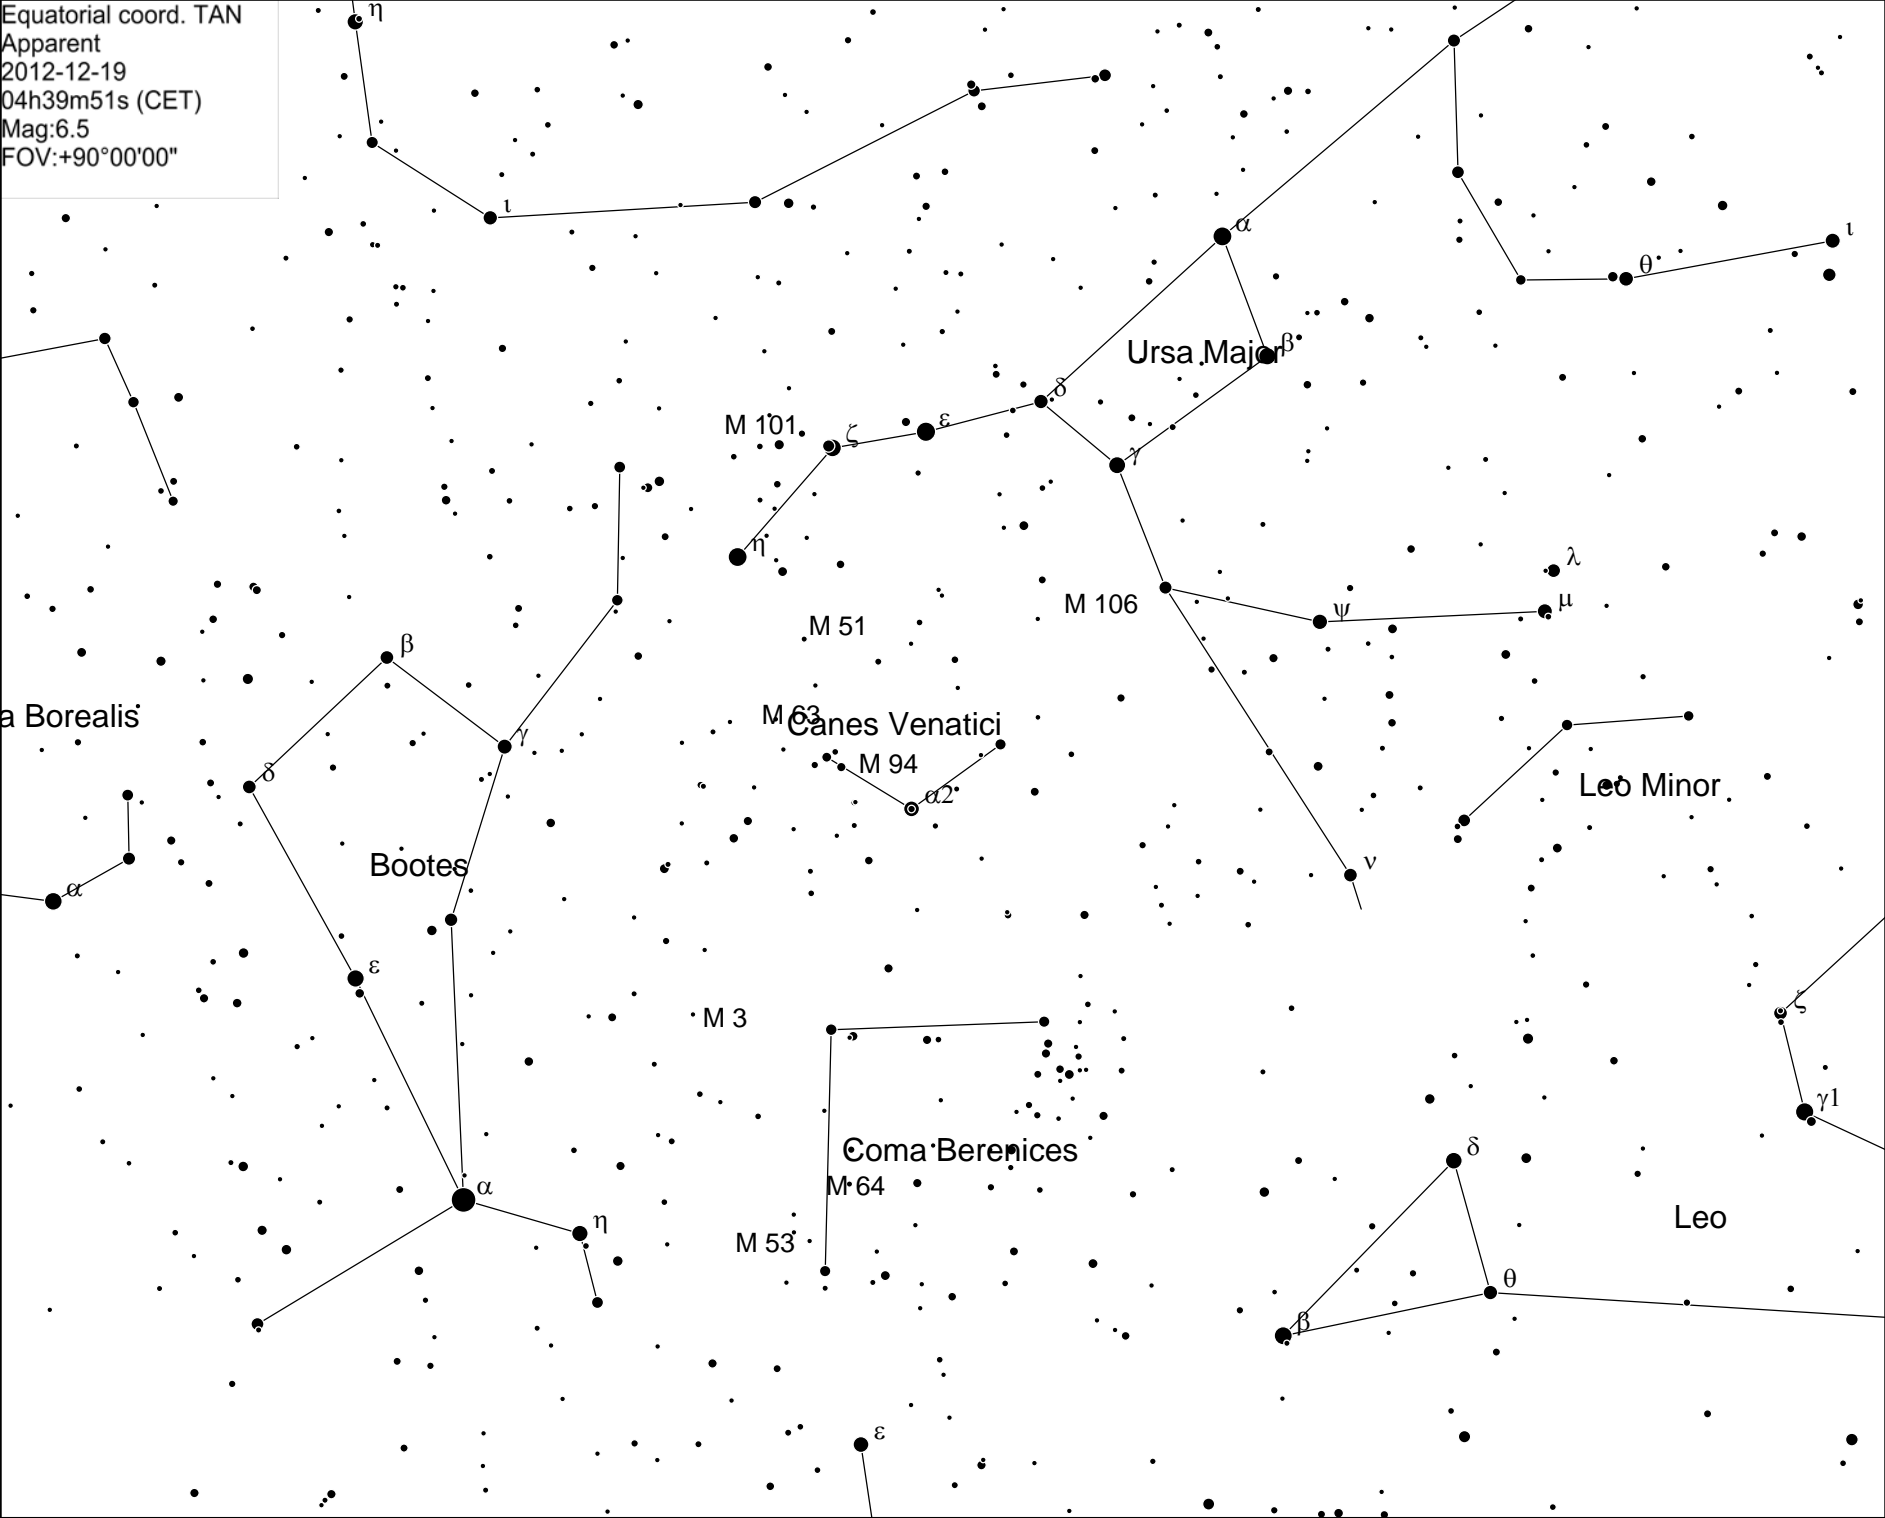 Equatorial coord. TAN
Apparent
2012-12-19
04h39m51s (CET)
Mag:6.5
FOV:+90°00'00"
η
ι
α
ι
θ
Ursa Major
β
δ
M 101
ζ
ε
γ
η
λ
M 106
ψ
μ
M 51
β
a Borealis
M 63
Canes Venatici
γ
M 94
δ
α2
Leo Minor
Bootes
ν
α
ε
ζ
M 3
γ1
Coma Berenices
δ
M 64
α
Leo
η
M 53
θ
β
ε